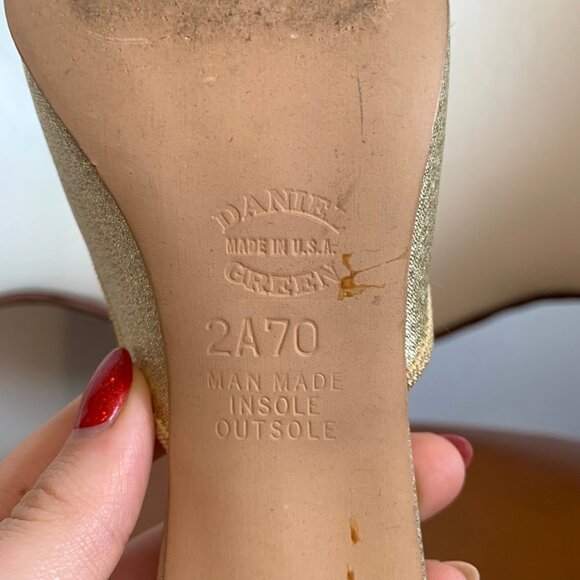 DANIEL
MADE IN U.S.A.
GREEN
2A70
MAN MADE
INSOLE
OUTSOLE